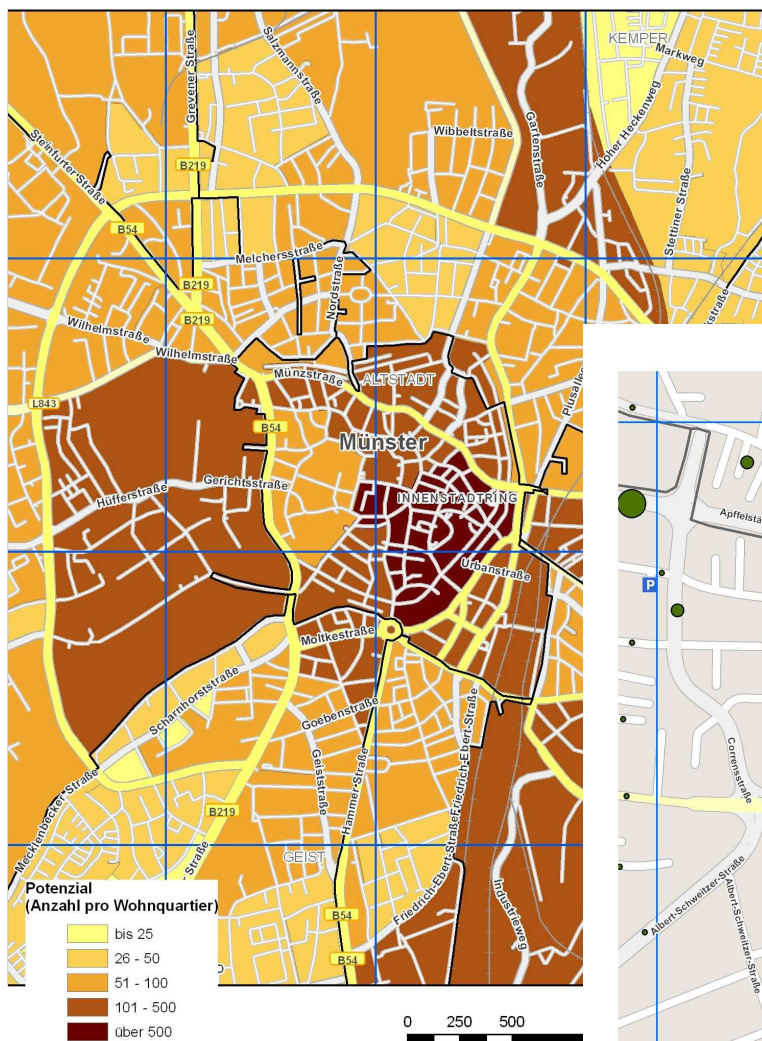 KEMPER
Markweg
Grevener Straße
Salzmannstraße
Wibbeltstraße
Gartenstraße
Hoher Heckenweg
Steinfurter Straße
B219
Stettiner Straße
B54
Melchersstraße
Nordstraße
B219
B219
Wilhelmstraße
Wilhelmstraße
Münzstraße
ALTSTADT
Piusallee
L843
B54
Münster
Hüfferstraße
Gerichtsstraße
INNENSTADTRING
Apffelstä
Urbanstraße
P
Moltkestraße
Scharnhorststraße
Goebenstraße
Geiststraße
Hammer Straße
Friedrich-Ebert-Straße
Friedrich-Ebert-Straße
Corrensstraße
Mecklenbecker Straße
B219
GEIST
Albert-Schweitzer-Straße
Albert-Schweitzer-Straße
Industrieweg
B54
B54
Potenzial
(Anzahl pro Wohnquartier)
bis 25
26 - 50
51 - 100
101 - 500
über 500
0 250 500